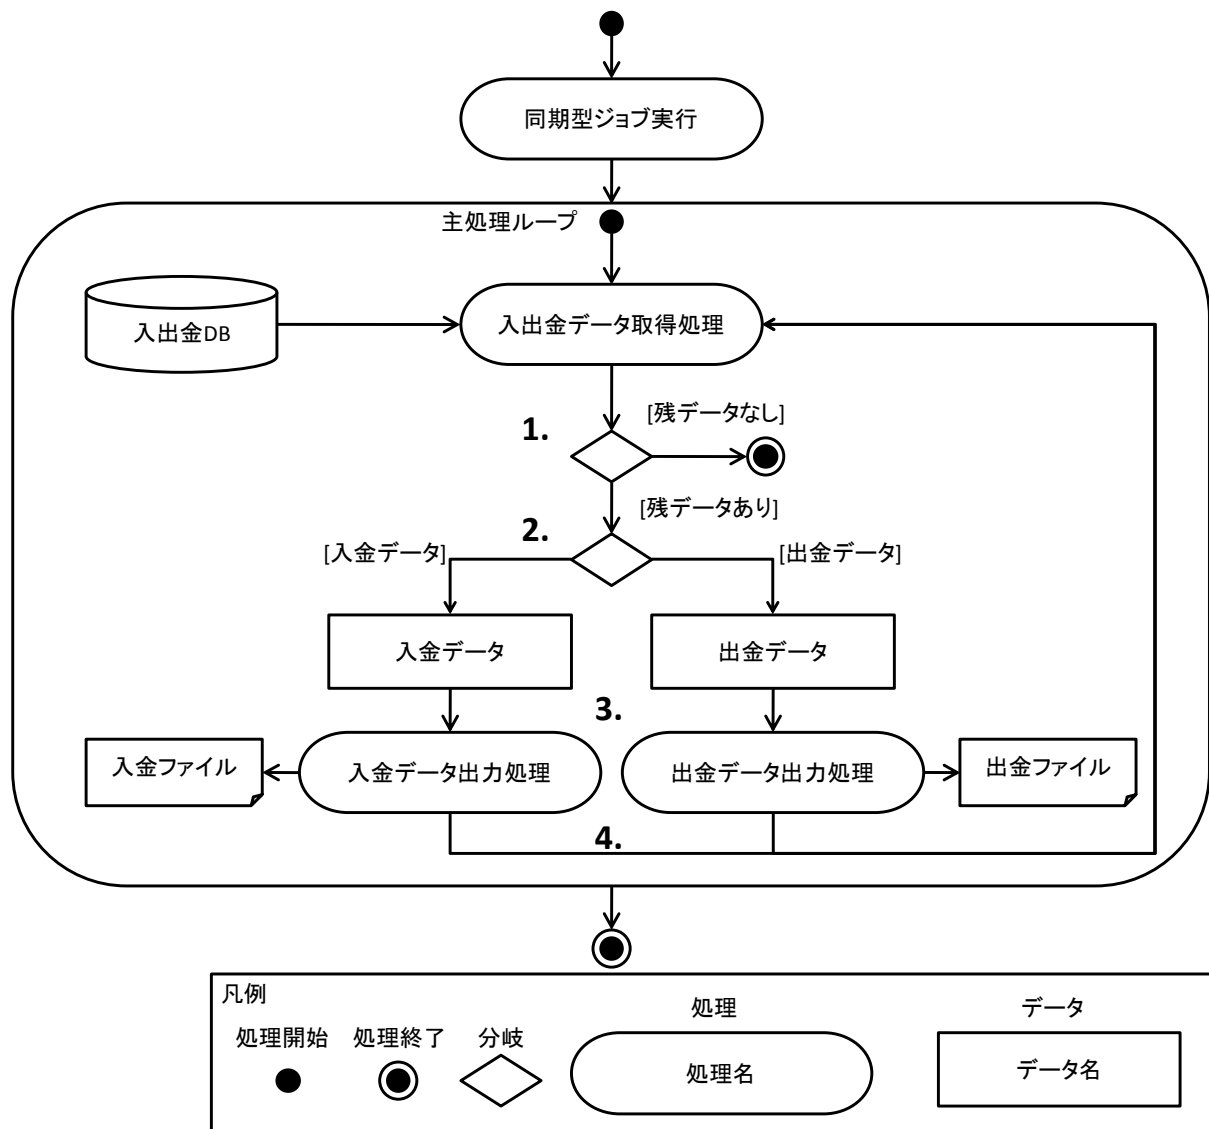 同期型ジョブ実行
主処理ループ
入出金DB
入出金データ取得処理
1.
[残データなし]
[残データあり]
2.
[入金データ]
[出金データ]
入金データ
出金データ
3.
入金ファイル
入金データ出力処理
出金データ出力処理
出金ファイル
4.
凡例
処理開始
処理終了
分岐
処理
データ
処理名
データ名